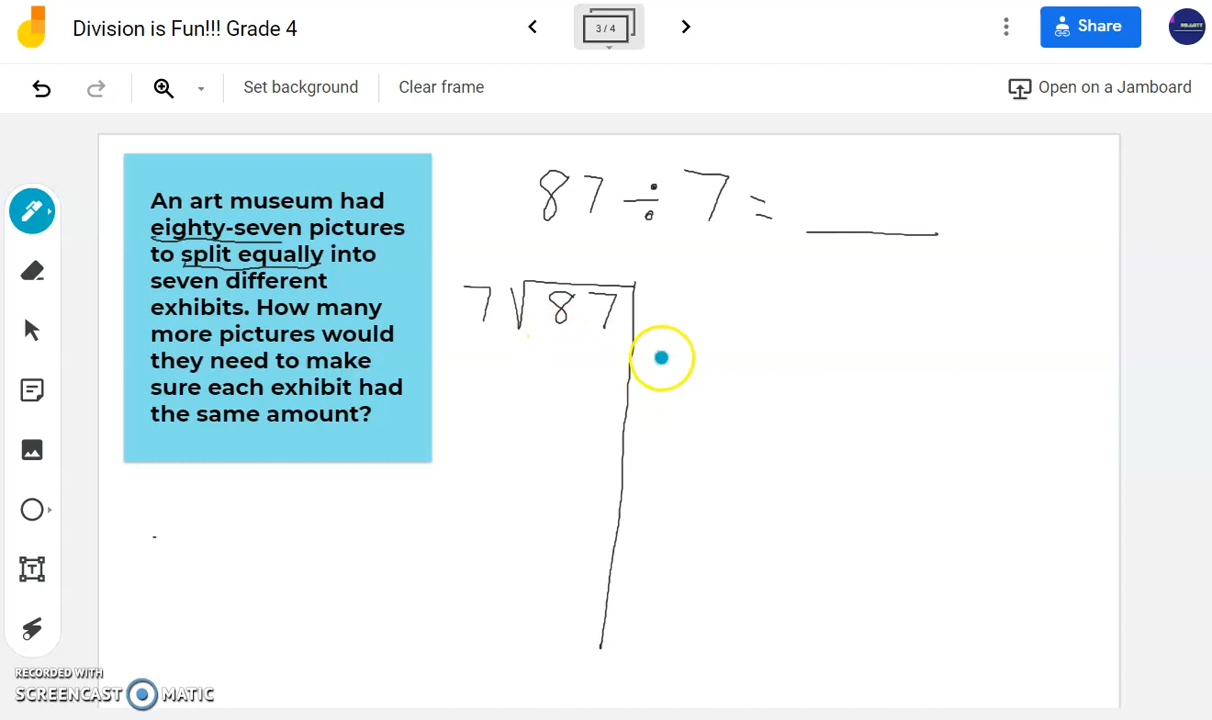 Division is Fun!!! Grade 4
3 / 4
Share
Set background
Clear frame
Open on a Jamboard
An art museum had
eighty-seven pictures
to split equally into
seven different
exhibits. How many
more pictures would
they need to make
sure each exhibit had
the same amount?
87 ÷ 7 =
7 87
T
RECORDED WITH
SCREENCAST MATIC